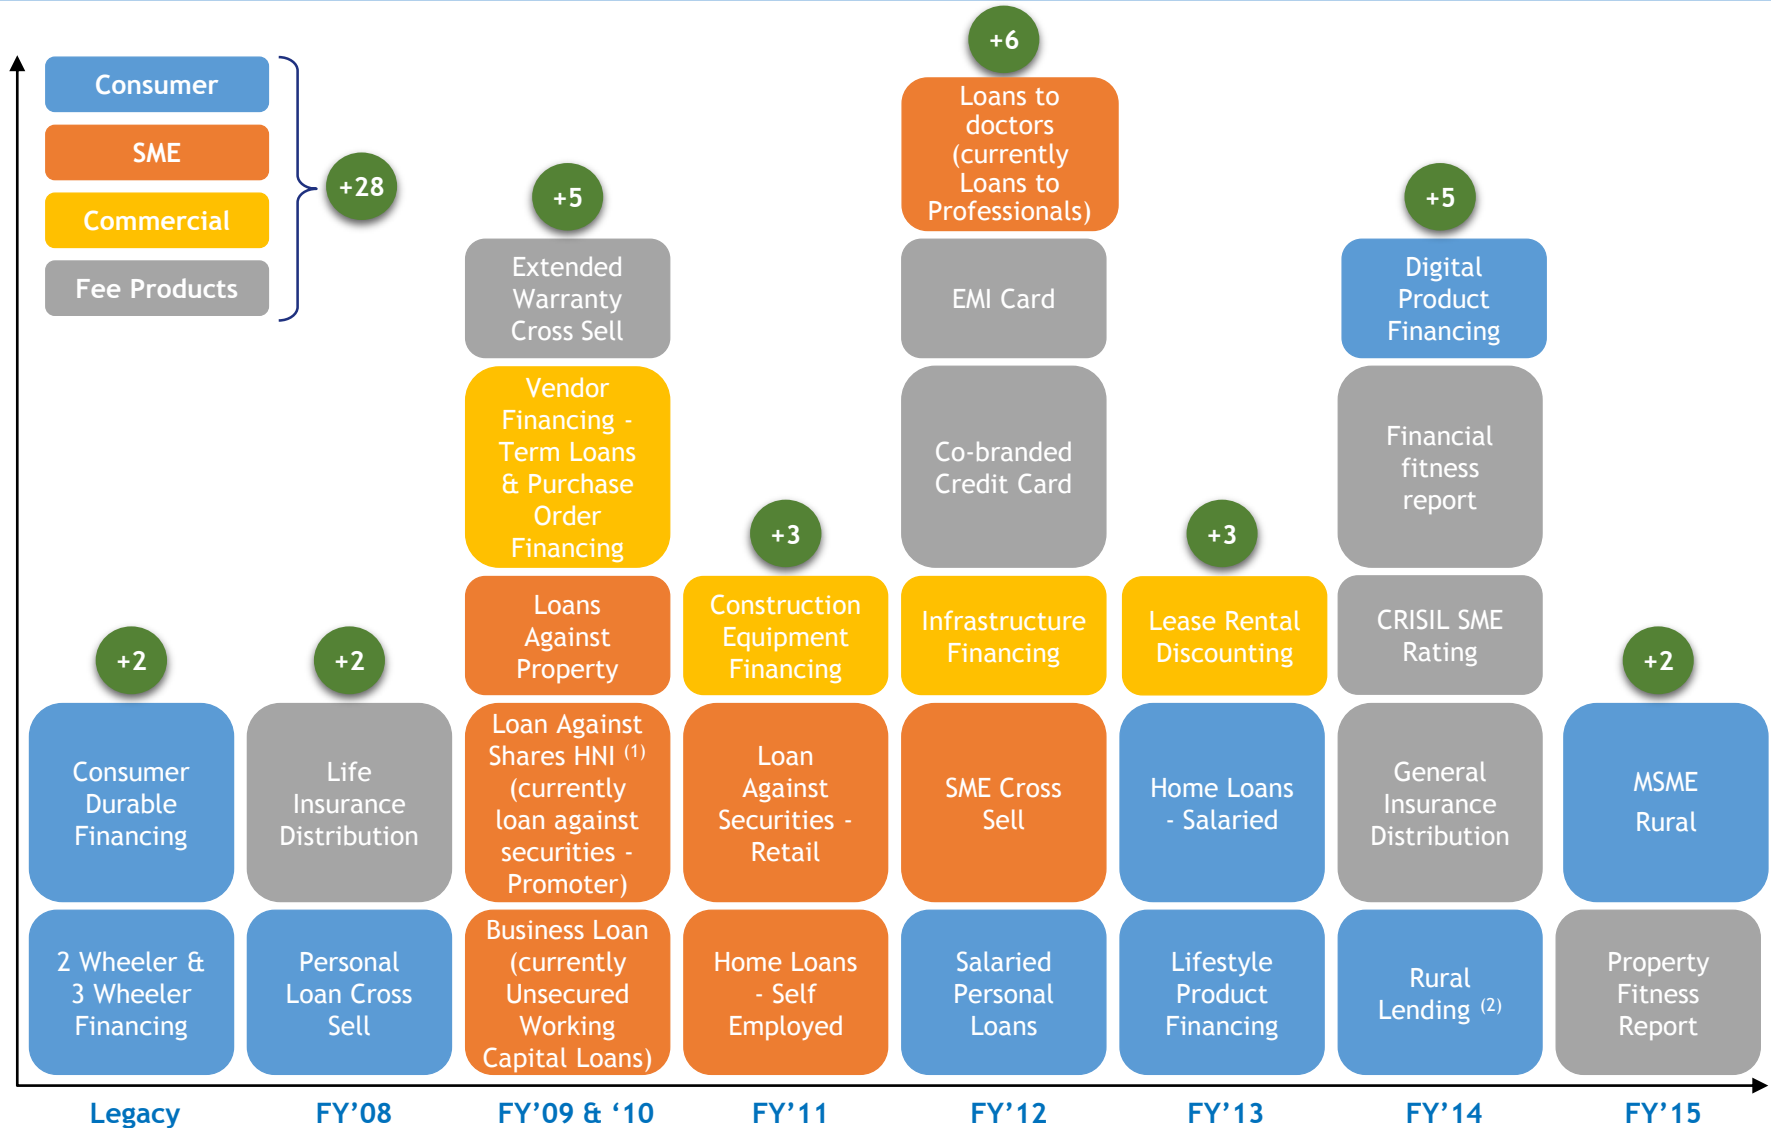 Consumer
SME
Commercial
Fee Products
+28
+2
Consumer
Durable
Financing
2 Wheeler &
3 Wheeler
Financing
Legacy
+2
Life
Insurance
Distribution
Personal
Loan Cross
Sell
FY’08
+5
Extended
Warranty
Cross Sell
Vendor
Financing -
Term Loans
& Purchase
Order
Financing
Loans
Against
Property
Loan Against
Shares HNI (1)
(currently
loan against
securities -
Promoter)
Business Loan
(currently
Unsecured
Working
Capital Loans)
FY’09 & ‘10
+3
Construction
Equipment
Financing
Loan
Against
Securities -
Retail
Home Loans
- Self
Employed
FY’11
+6
Loans to
doctors
(currently
Loans to
Professionals)
EMI Card
Co-branded
Credit Card
Infrastructure
Financing
SME Cross
Sell
Salaried
Personal
Loans
FY’12
+3
Lease Rental
Discounting
Home Loans
- Salaried
Lifestyle
Product
Financing
FY’13
+5
Digital
Product
Financing
Financial
fitness
report
CRISIL SME
Rating
General
Insurance
Distribution
Rural
Lending (2)
FY’14
+2
MSME
Rural
Property
Fitness
Report
FY’15